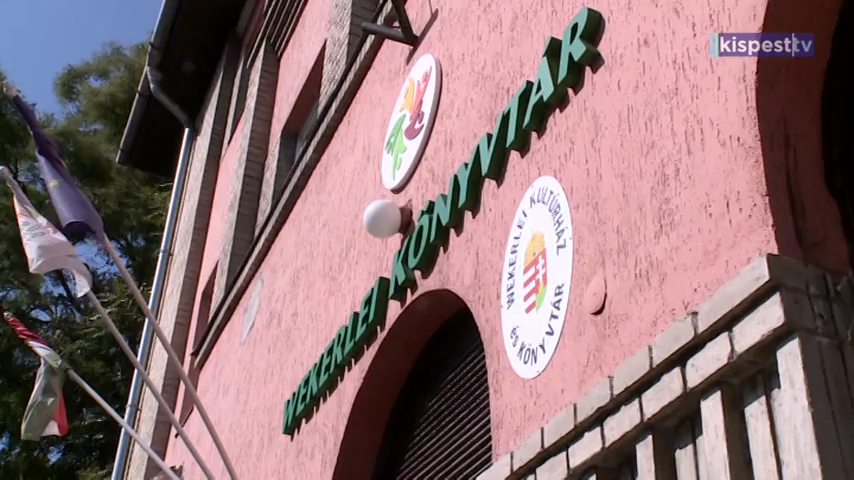 kispest tv
WEKERLEI KÖNYVTÁR
WEKERLEI KULTÚRHÁZ
ÉS KÖNYVTÁR